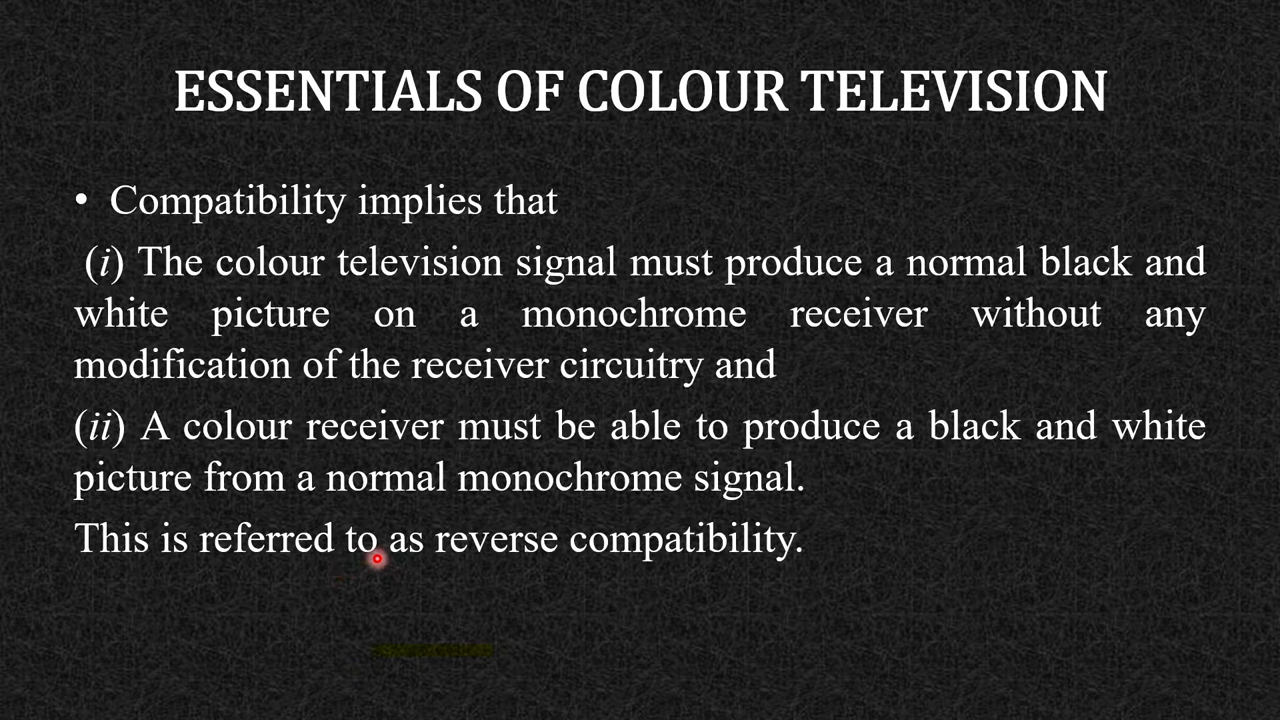 ESSENTIALS OF COLOUR TELEVISION
• Compatibility implies that
(i) The colour television signal must produce a normal black and
white picture on a monochrome receiver without any
modification of the receiver circuitry and
(ii) A colour receiver must be able to produce a black and white
picture from a normal monochrome signal.
This is referred to as reverse compatibility.